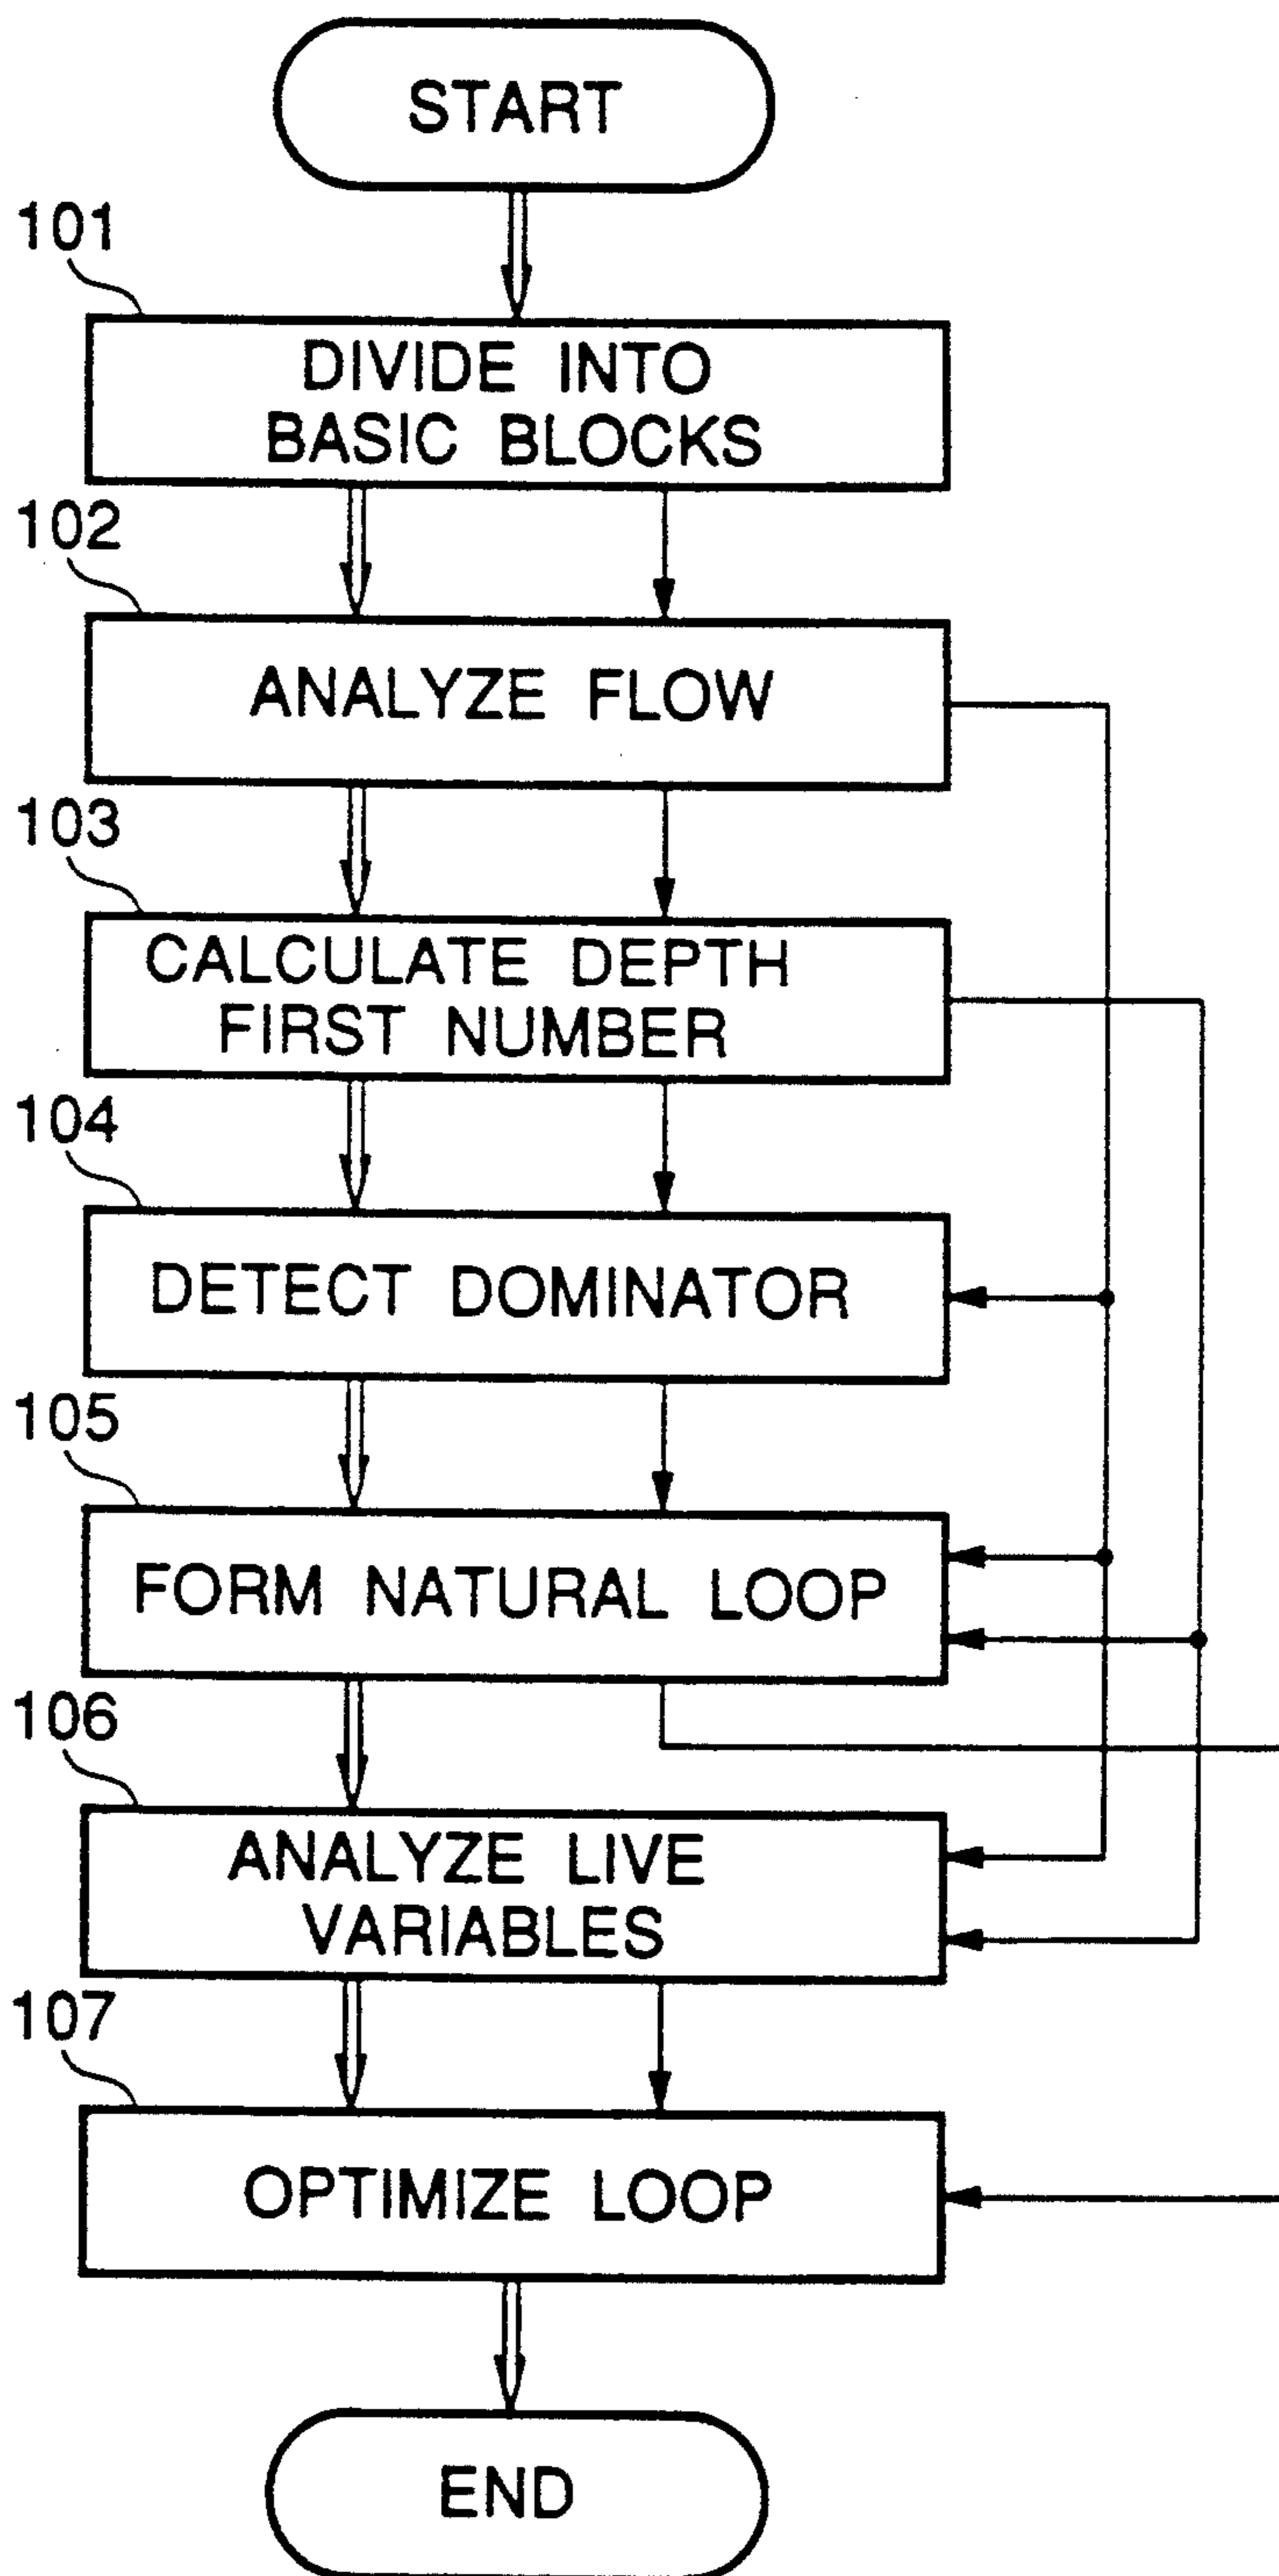 START
101
DIVIDE INTO
BASIC BLOCKS
102
ANALYZE FLOW
103
CALCULATE DEPTH
FIRST NUMBER
104
DETECT DOMINATOR
105
FORM NATURAL LOOP
106
ANALYZE LIVE
VARIABLES
107
OPTIMIZE LOOP
END